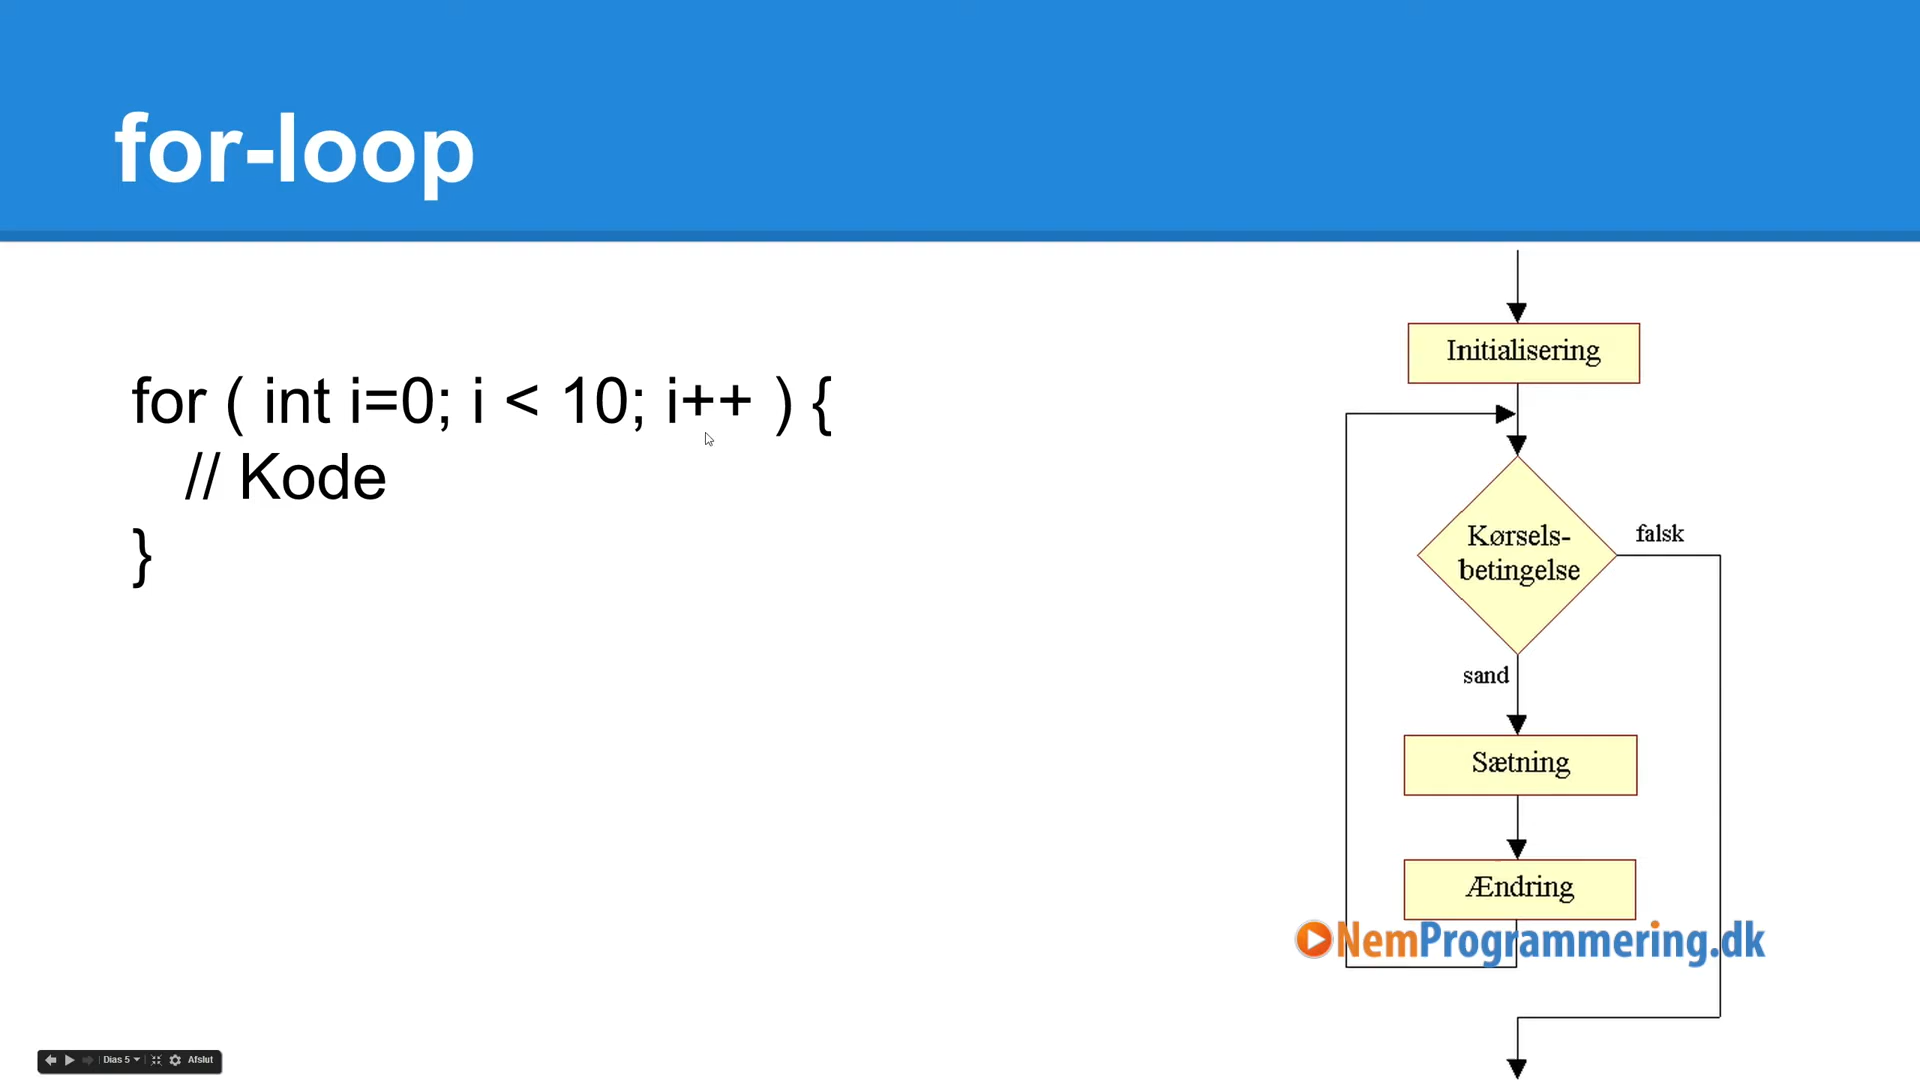 for-loop
for ( int i=0; i < 10; i++ ) {
// Kode
}
Initialisering
Kørsels-
betingelse
falsk
sand
Sætning
Ændring
NemProgrammering.dk
Dias 5
Afslut